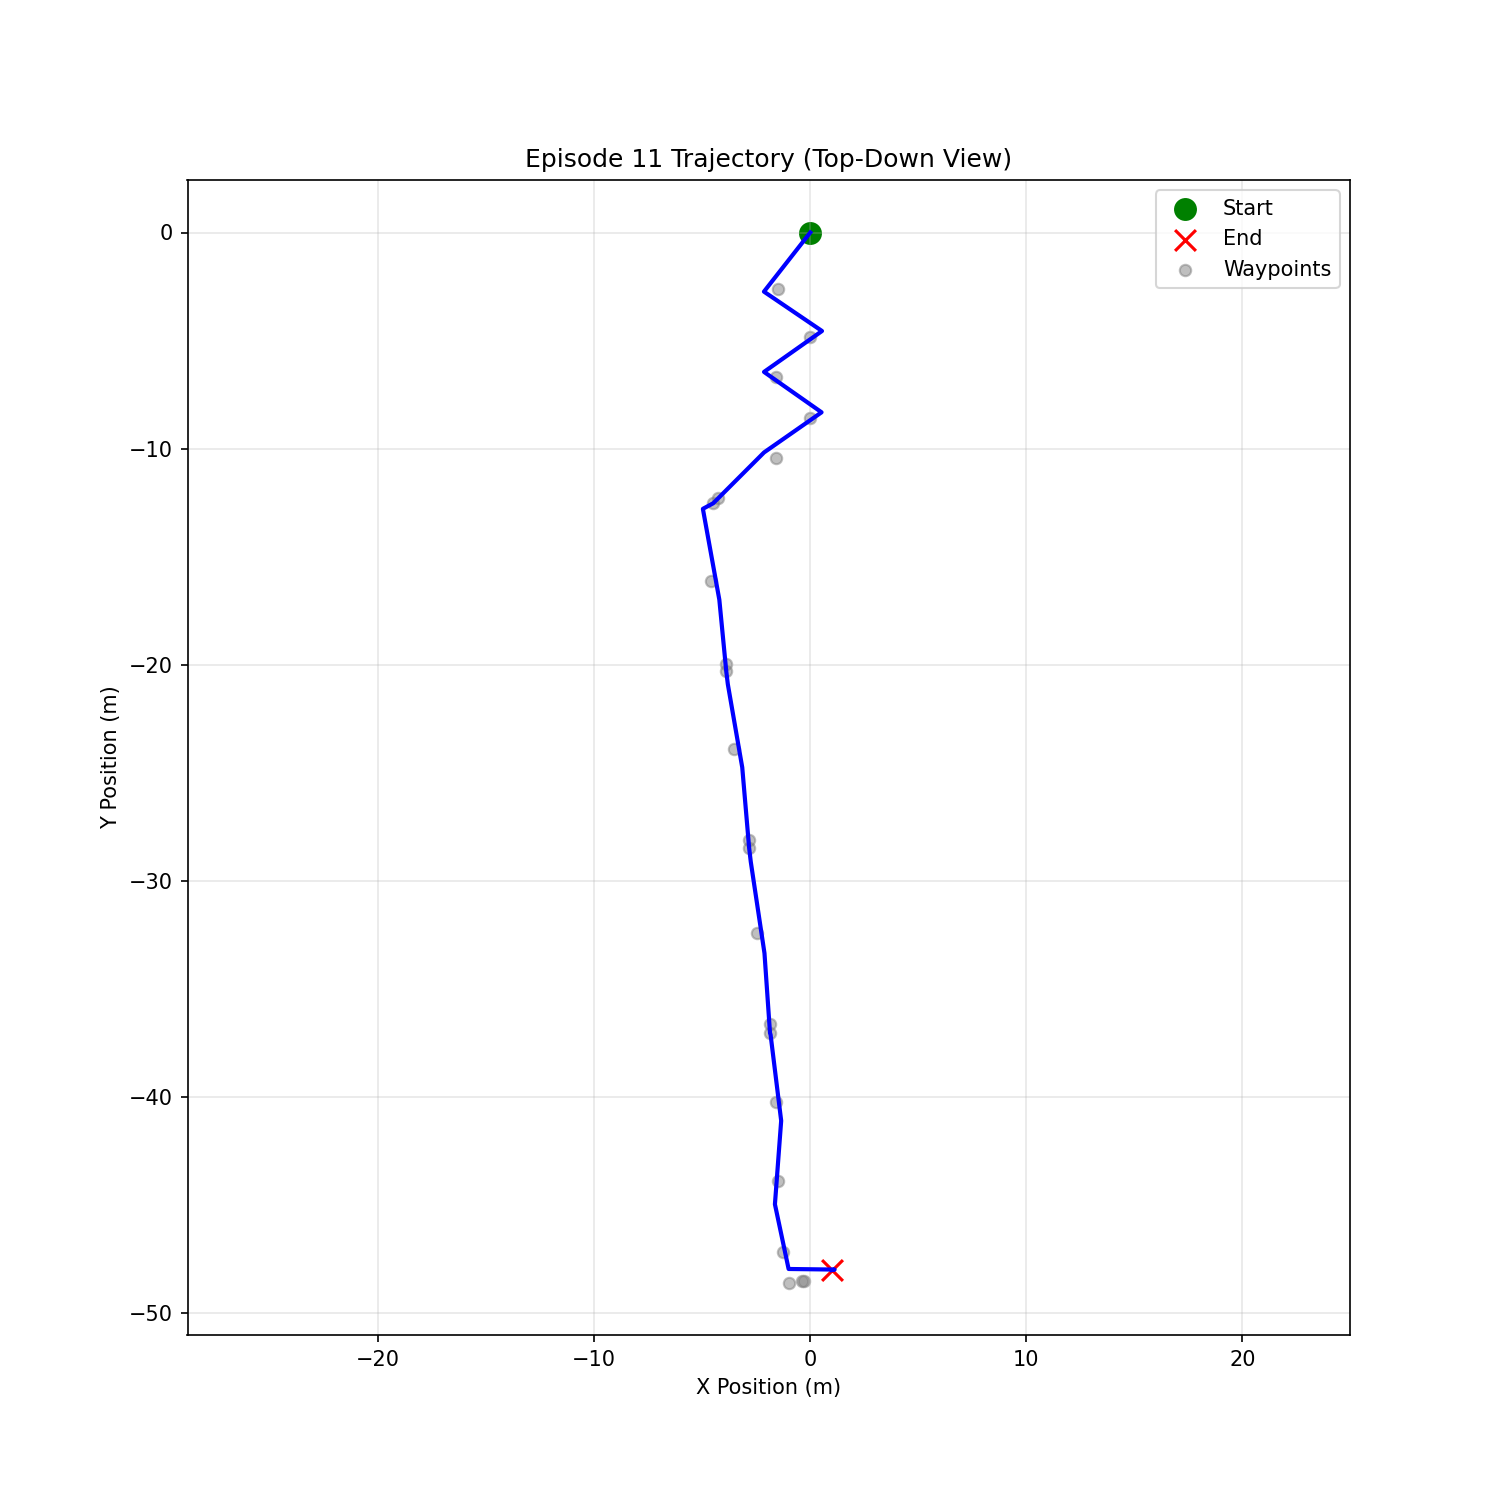 Episode 11 Trajectory (Top-Down View)
Start
End
Waypoints
0
−10
−20
−30
−40
−50
Y Position (m)
−20
−10
0
10
20
X Position (m)